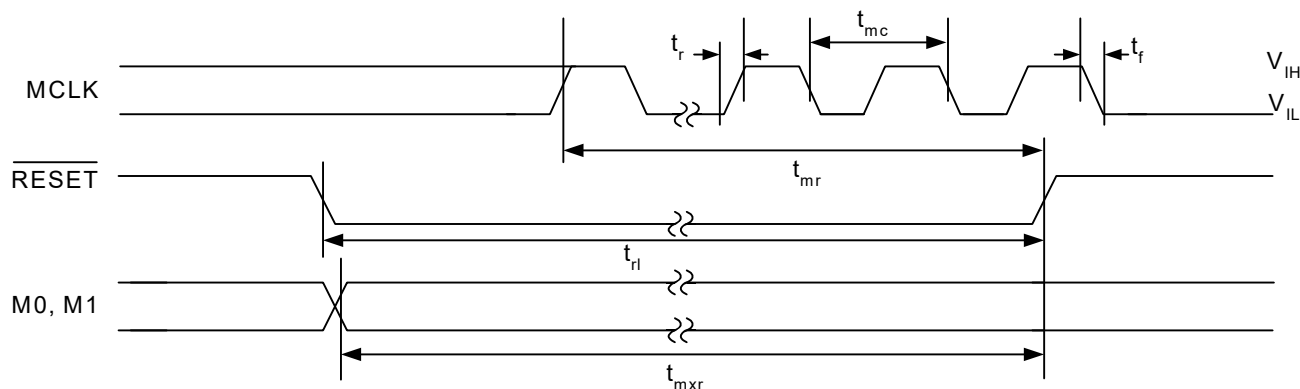 t_mc
t_r
t_f
V_IH
MCLK
V_IL
RESET
t_mr
t_rl
M0, M1
t_mxr